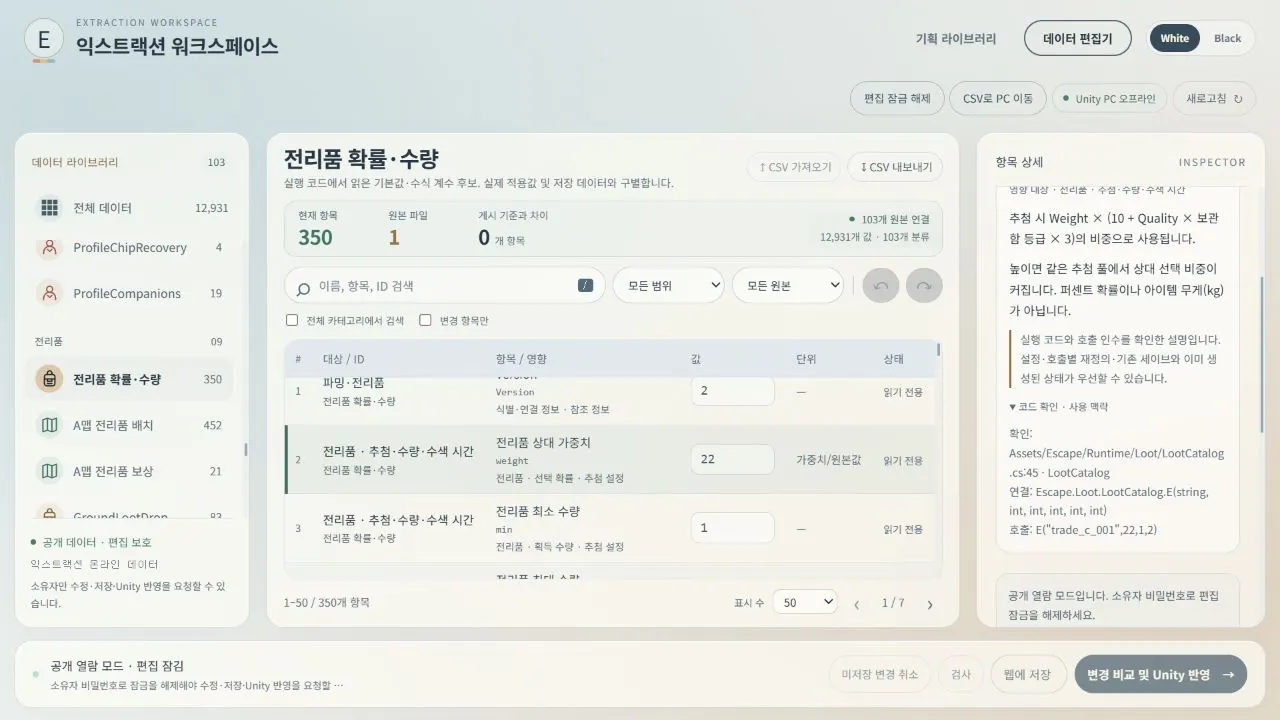 E
EXTRACTION WORKSPACE
익스트랙션 워크스페이스
기획 라이브러리
데이터 편집기
White
Black
편집 잠금 해제
CSV로 PC 이동
Unity PC 오프라인
새로고침 ↻
데이터 라이브러리 103
전체 데이터 12,931
ProfileChipRecovery 4
ProfileCompanions 19
전리품 09
전리품 확률·수량 350
A맵 전리품 배치 452
A맵 전리품 보상 21
GroundLootDrop 83
공개 데이터 · 편집 보호
익스트랙션 온라인 데이터
소유자만 수정·저장·Unity 반영을 요청할 수 있
습니다.
전리품 확률·수량
실행 코드에서 읽은 기본값·수식 계수 후보. 실제 적용값 및 저장 데이터와 구별합니다.
↥ CSV 가져오기
↧ CSV 내보내기
현재 항목
350
원본 파일
1
게시 기준과 차이
0 개 항목
103개 원본 연결
12,931개 값 · 103개 분류
이름, 항목, ID 검색
/
모든 범위
모든 원본
전체 카테고리에서 검색
변경 항목만
# 대상 / ID 항목 / 영향 값 단위 상태
1
파밍·전리품
전리품 확률·수량
Version
Version
식별·연결 정보 · 참조 정보
2
—
읽기 전용
2
전리품 · 추첨·수량·수색 시간
전리품 확률·수량
전리품 상대 가중치
weight
전리품 · 선택 확률 · 추첨 설정
22
가중치/원본값
읽기 전용
3
전리품 · 추첨·수량·수색 시간
전리품 확률·수량
전리품 최소 수량
min
전리품 · 획득 수량 · 추첨 설정
1
—
읽기 전용
전리품 최대 수량
1–50 / 350개 항목
표시 수
50
‹ 1 / 7 ›
항목 상세
INSPECTOR
영향 대상 · 전리품 · 추첨·수량·수색 시간
추첨 시 Weight × (10 + Quality × 보관
함 등급 × 3)의 비중으로 사용됩니다.
높이면 같은 추첨 풀에서 상대 선택 비중이
커집니다. 퍼센트 확률이나 아이템 무게(kg)
가 아닙니다.
실행 코드와 호출 인수를 확인한 설명입니다.
설정·호출별 재정의·기존 세이브와 이미 생
성된 상태가 우선할 수 있습니다.
▾ 코드 확인 · 사용 맥락
확인:
Assets/Escape/Runtime/Loot/LootCatalog
.cs:45 · LootCatalog
연결: Escape.Loot.LootCatalog.E(string,
int, int, int, int, int)
호출: E("trade_c_001",22,1,2)
공개 열람 모드입니다. 소유자 비밀번호로 편집
잠금을 해제하세요.
공개 열람 모드 · 편집 잠김
소유자 비밀번호로 잠금을 해제해야 수정·저장·Unity 반영을 요청할 …
미저장 변경 취소
검사
웹에 저장
변경 비교 및 Unity 반영 →